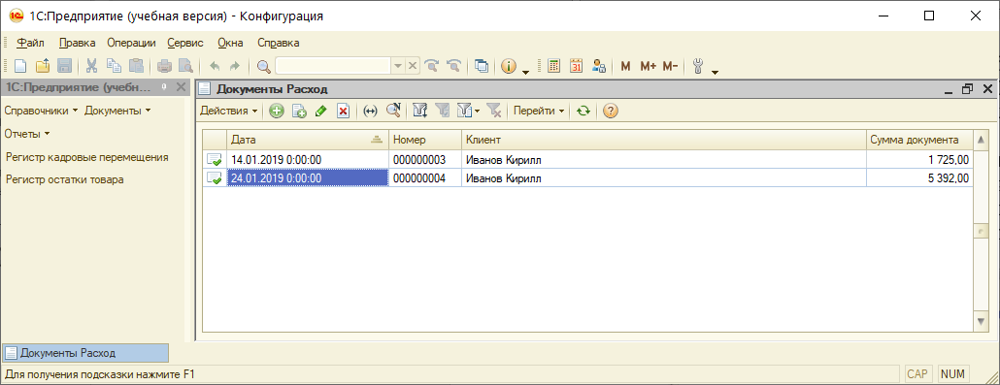 1С:Предприятие (учебная версия) - Конфигурация
Файл Правка Операции Сервис Окна Справка
31 M M+ M-
1С:Предприятие (учебн...
Документы Расход
Справочники Документы
Действия Перейти
Отчеты
Дата Номер Клиент Сумма документа
Регистр кадровые перемещения
14.01.2019 0:00:00 000000003 Иванов Кирилл 1 725,00
Регистр остатки товара
24.01.2019 0:00:00 000000004 Иванов Кирилл 5 392,00
Документы Расход
Для получения подсказки нажмите F1
CAP NUM